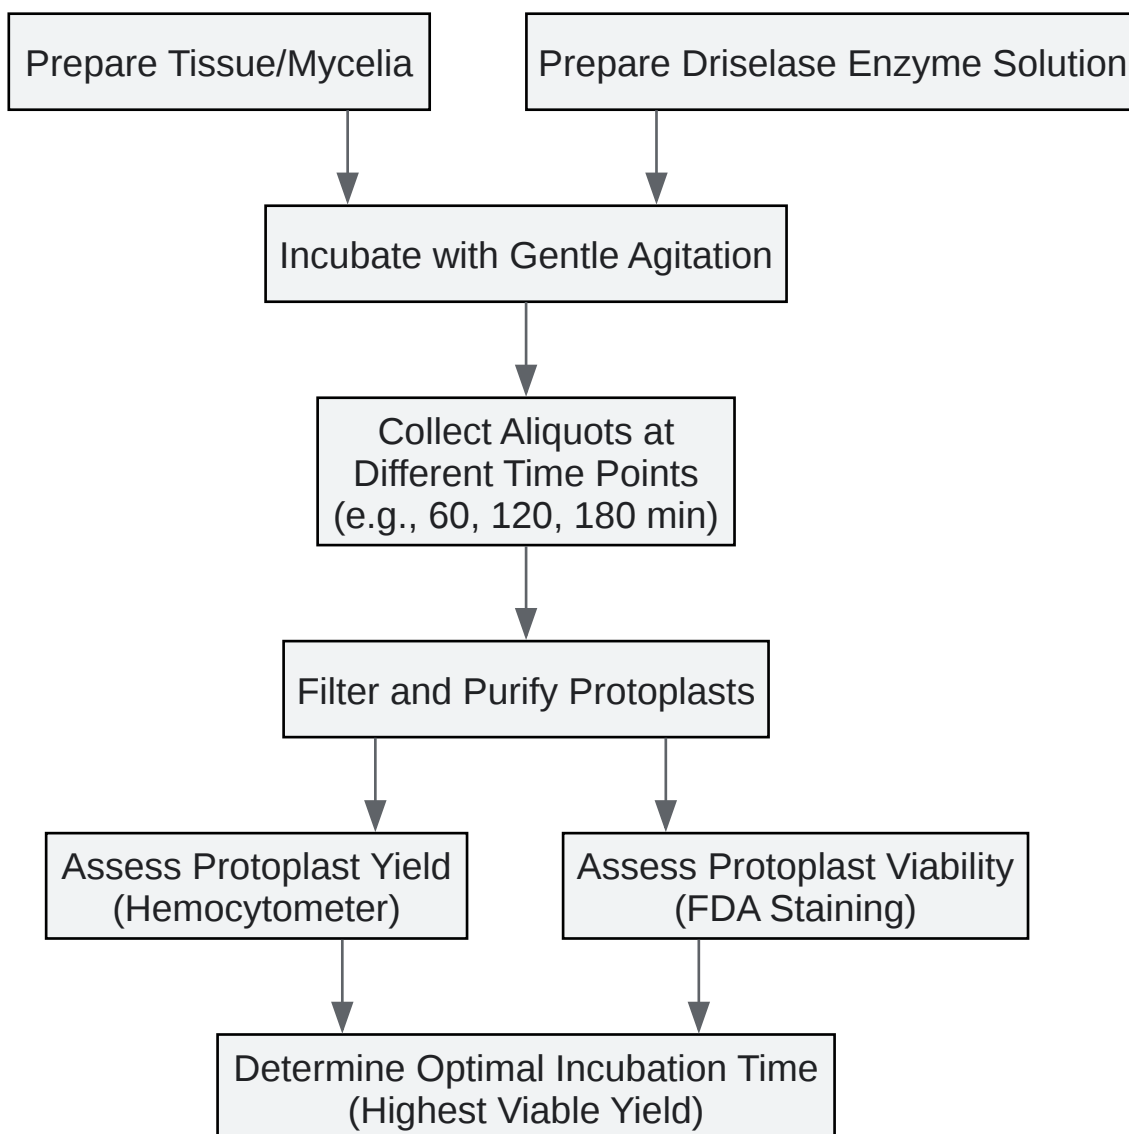 Prepare Tissue/Mycelia
Prepare Driselase Enzyme Solution
Incubate with Gentle Agitation
Collect Aliquots at
Different Time Points
(e.g., 60, 120, 180 min)
Filter and Purify Protoplasts
Assess Protoplast Yield
(Hemocytometer)
Assess Protoplast Viability
(FDA Staining)
Determine Optimal Incubation Time
(Highest Viable Yield)